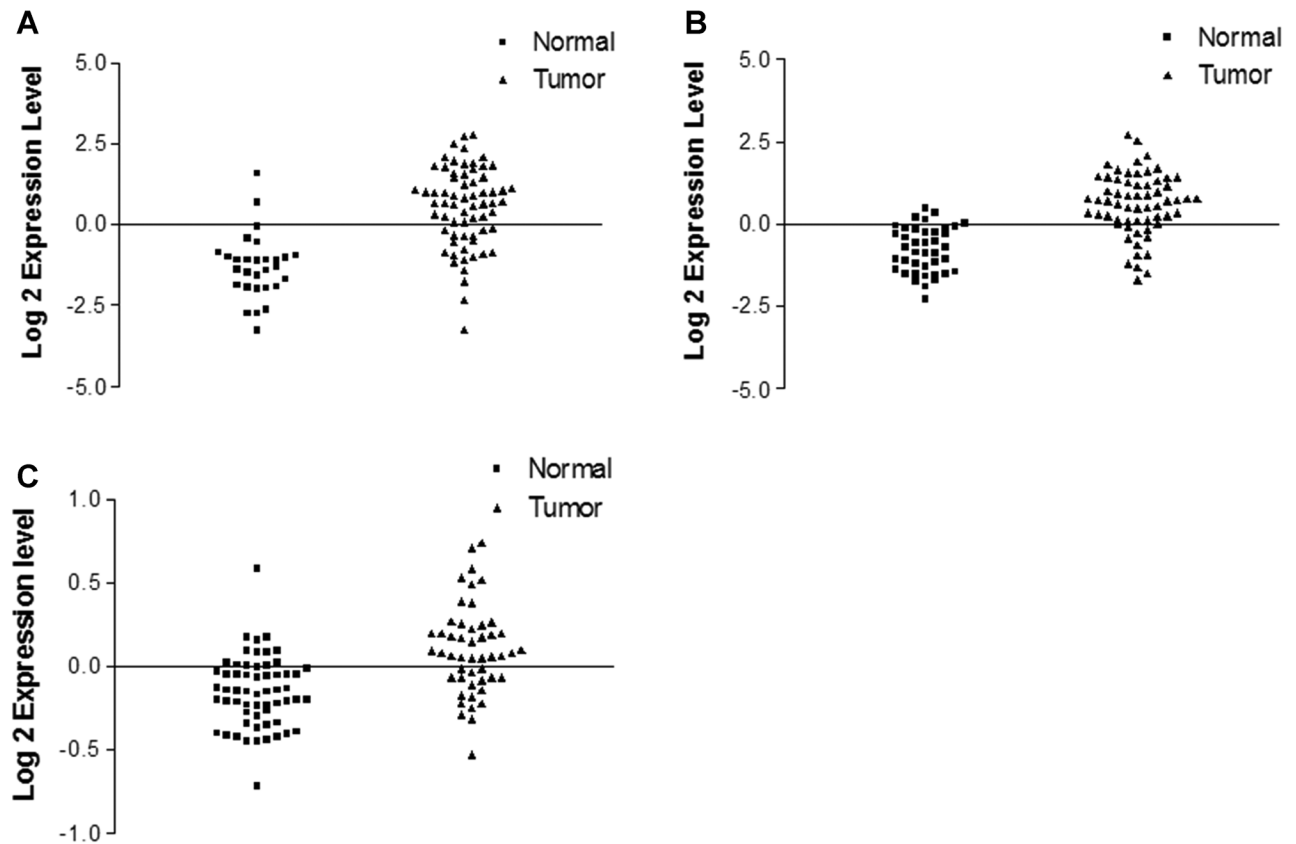 A
Normal
Tumor
Log 2 Expression Level
5.0
2.5
0.0
-2.5
-5.0
B
Normal
Tumor
Log 2 Expression Level
5.0
2.5
0.0
-2.5
-5.0
C
Normal
Tumor
Log 2 Expression level
1.0
0.5
0.0
-0.5
-1.0